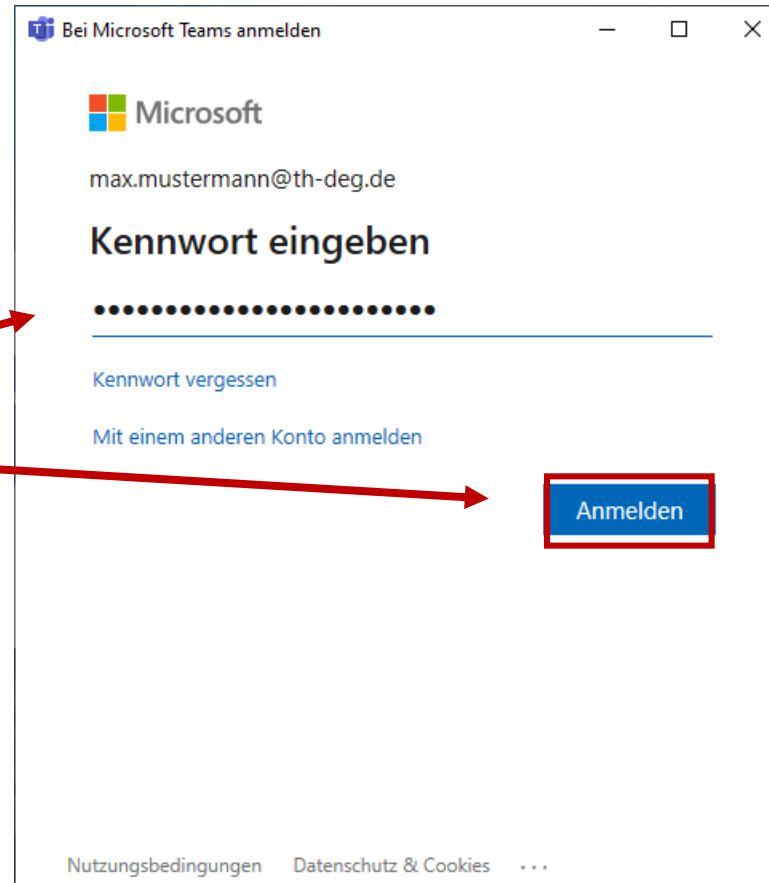 Bei Microsoft Teams anmelden
Microsoft
max.mustermann@th-deg.de
Kennwort eingeben
••••••••••••••••••••••••
Kennwort vergessen
Mit einem anderen Konto anmelden
Anmelden
Nutzungsbedingungen Datenschutz & Cookies ...